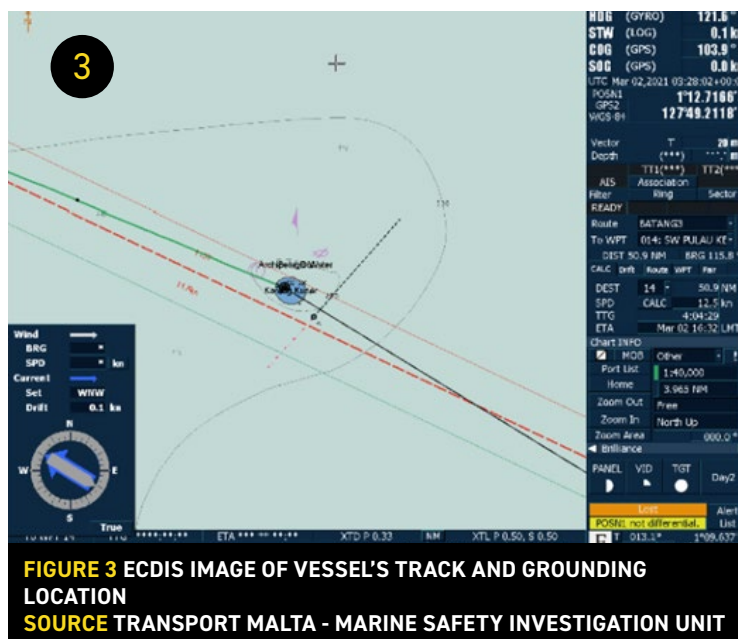 3
HDG (GYRO) 121.6°
STW (LOG) 0.1 k
COG (GPS) 103.9°
SOG (GPS) 0.0 k
UTC Mar 02,2021 03:28:02+00:
POSN1 1°12.7166'
GPS2
WGS-84 127°49.2118'
Vector T 20 m
Depth (***) m
TT1(***) TT2(***
AIS Association
Filter Ring Sector
READY
Route BATANG3
To WPT 014: SW PULAU KE
DIST 50.9 NM BRG 115.8 °
CALC Drft Route WPT Pair
DEST 14 50.9 NM
SPD CALC 12.5 kn
TTG 4:04:29
ETA Mar 02 16:32 LMT
Chart INFO
MOB Other !
Port List 1:40,000
Home 3.965 NM
Zoom Out Free
Zoom In North Up
Zoom Area 000.0°
Brilliance
PANEL VID TGT Day2
Lost Alert
POSN1 not differential. List
T 013.1° 1°09.637'
Wind
BRG *
SPD * kn
Current
Set WNW
Drift 0.1 kn
N
W E
S
True
ETA *** ** **:** XTD P 0.33 NM XTL P 0.50, S 0.50
FIGURE 3 ECDIS IMAGE OF VESSEL'S TRACK AND GROUNDING
LOCATION
SOURCE TRANSPORT MALTA - MARINE SAFETY INVESTIGATION UNIT